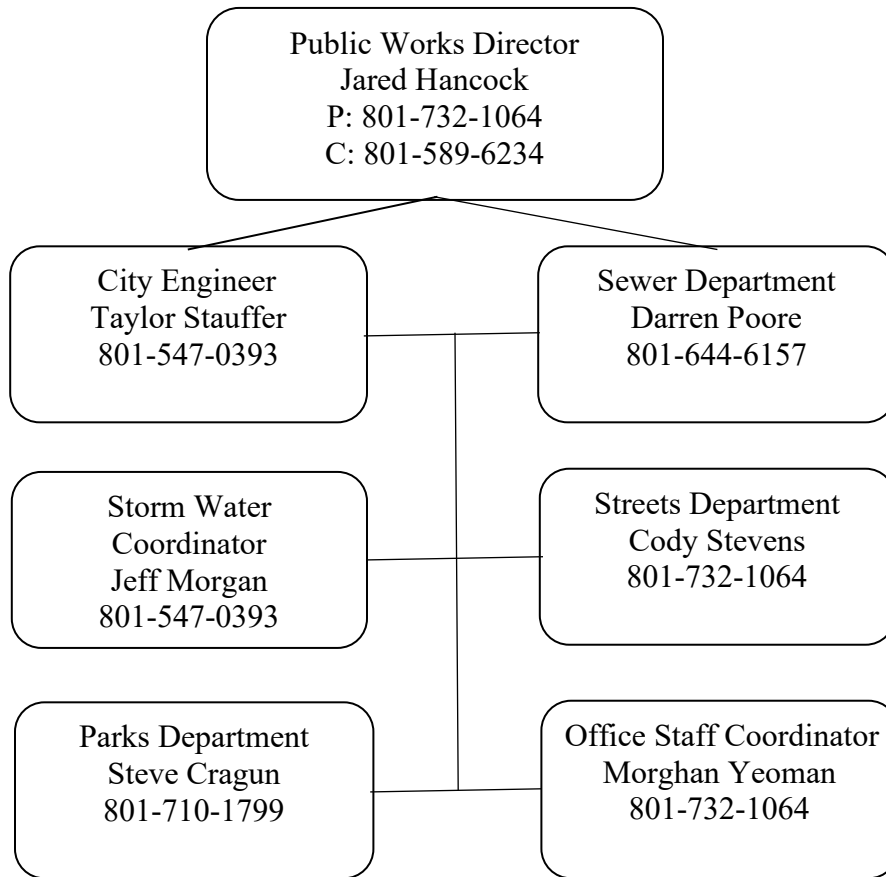 Public Works Director
Jared Hancock
P: 801-732-1064
C: 801-589-6234
City Engineer
Taylor Stauffer
801-547-0393
Sewer Department
Darren Poore
801-644-6157
Storm Water
Coordinator
Jeff Morgan
801-547-0393
Streets Department
Cody Stevens
801-732-1064
Parks Department
Steve Cragun
801-710-1799
Office Staff Coordinator
Morghan Yeoman
801-732-1064